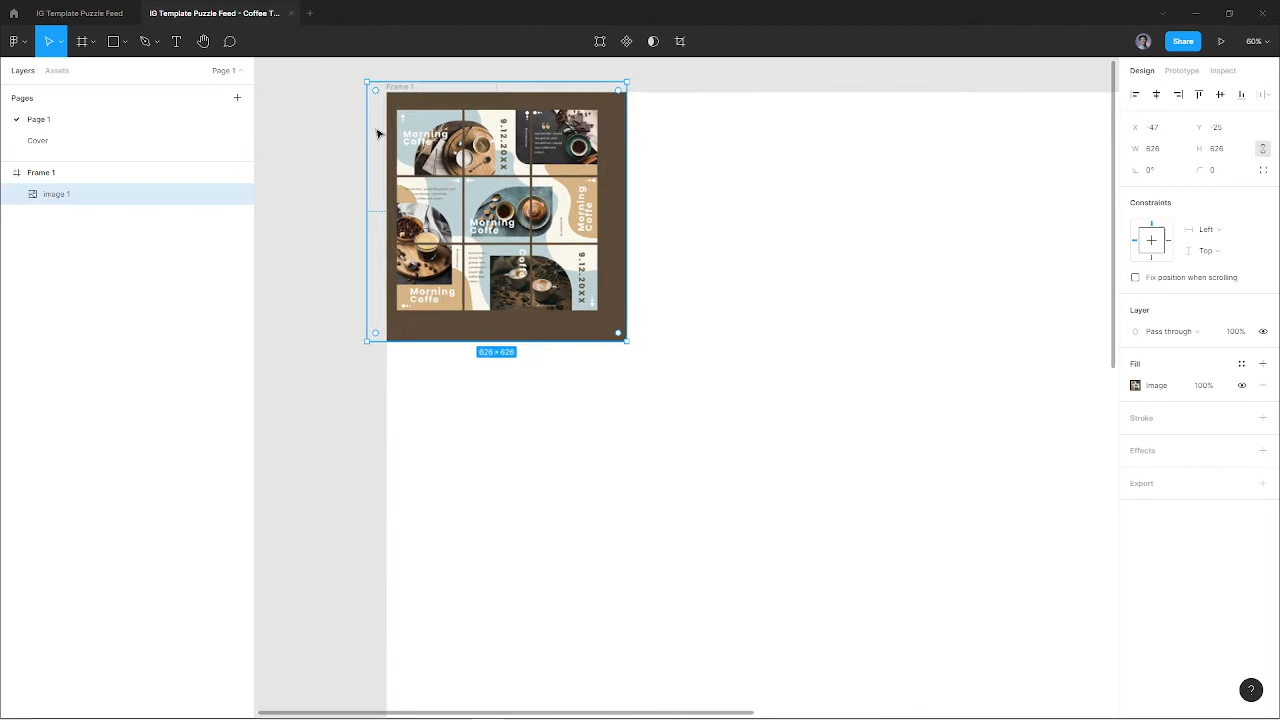 IG Template Puzzle Feed
IG Template Puzzle Feed – Coffee T...
60%
Share
Layers
Assets
Page 1
Design
Prototype
Inspect
Pages
Page 1
Cover
Frame 1
image 1
Frame 1
Morning
Coffe
9.12.20XX
Morning
Coffe
Morning
Coffe
Morning
Coffe
Coffe
9.12.20XX
626 × 626
X
-42
Y
-25
W
626
H
626
0°
0
Constraints
Left
Top
Fix position when scrolling
Layer
Pass through
100%
Fill
Image
100%
Stroke
Effects
Export
?